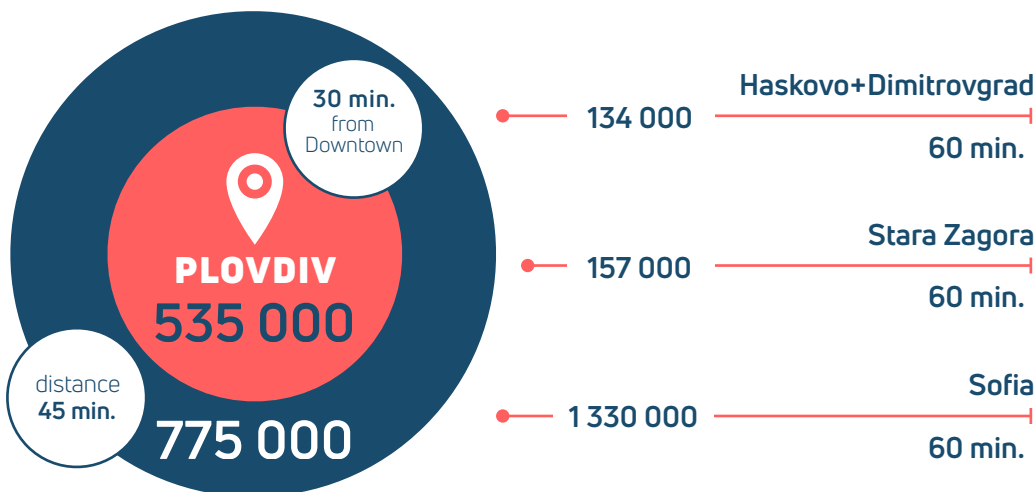 30 min.
from
Downtown
PLOVDIV
535 000
distance
45 min.
775 000
Haskovo+Dimitrovgrad
134 000
60 min.
Stara Zagora
157 000
60 min.
Sofia
1 330 000
60 min.